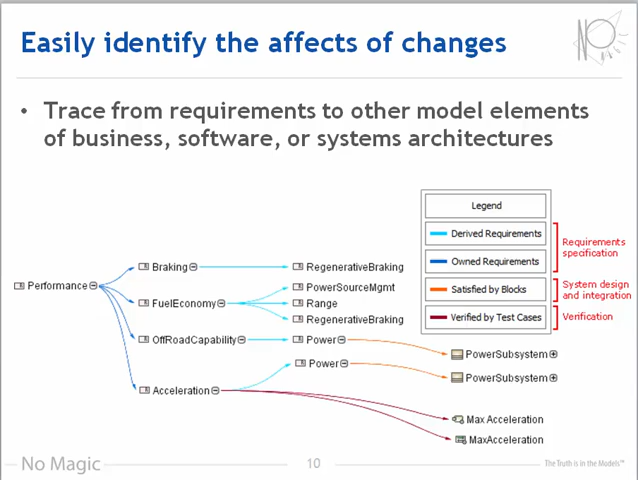 Easily identify the affects of changes
NO
• Trace from requirements to other model elements
of business, software, or systems architectures
Legend
Derived Requirements
Owned Requirements
Satisfied by Blocks
Verified by Test Cases
Requirements
specification
System design
and integration
Verification
Performance
Braking
RegenerativeBraking
FuelEconomy
PowerSourceMgmt
Range
RegenerativeBraking
OffRoadCapability
Power
PowerSubsystem
Acceleration
Power
PowerSubsystem
Max Acceleration
MaxAcceleration
No Magic
10
The Truth is in the Models™